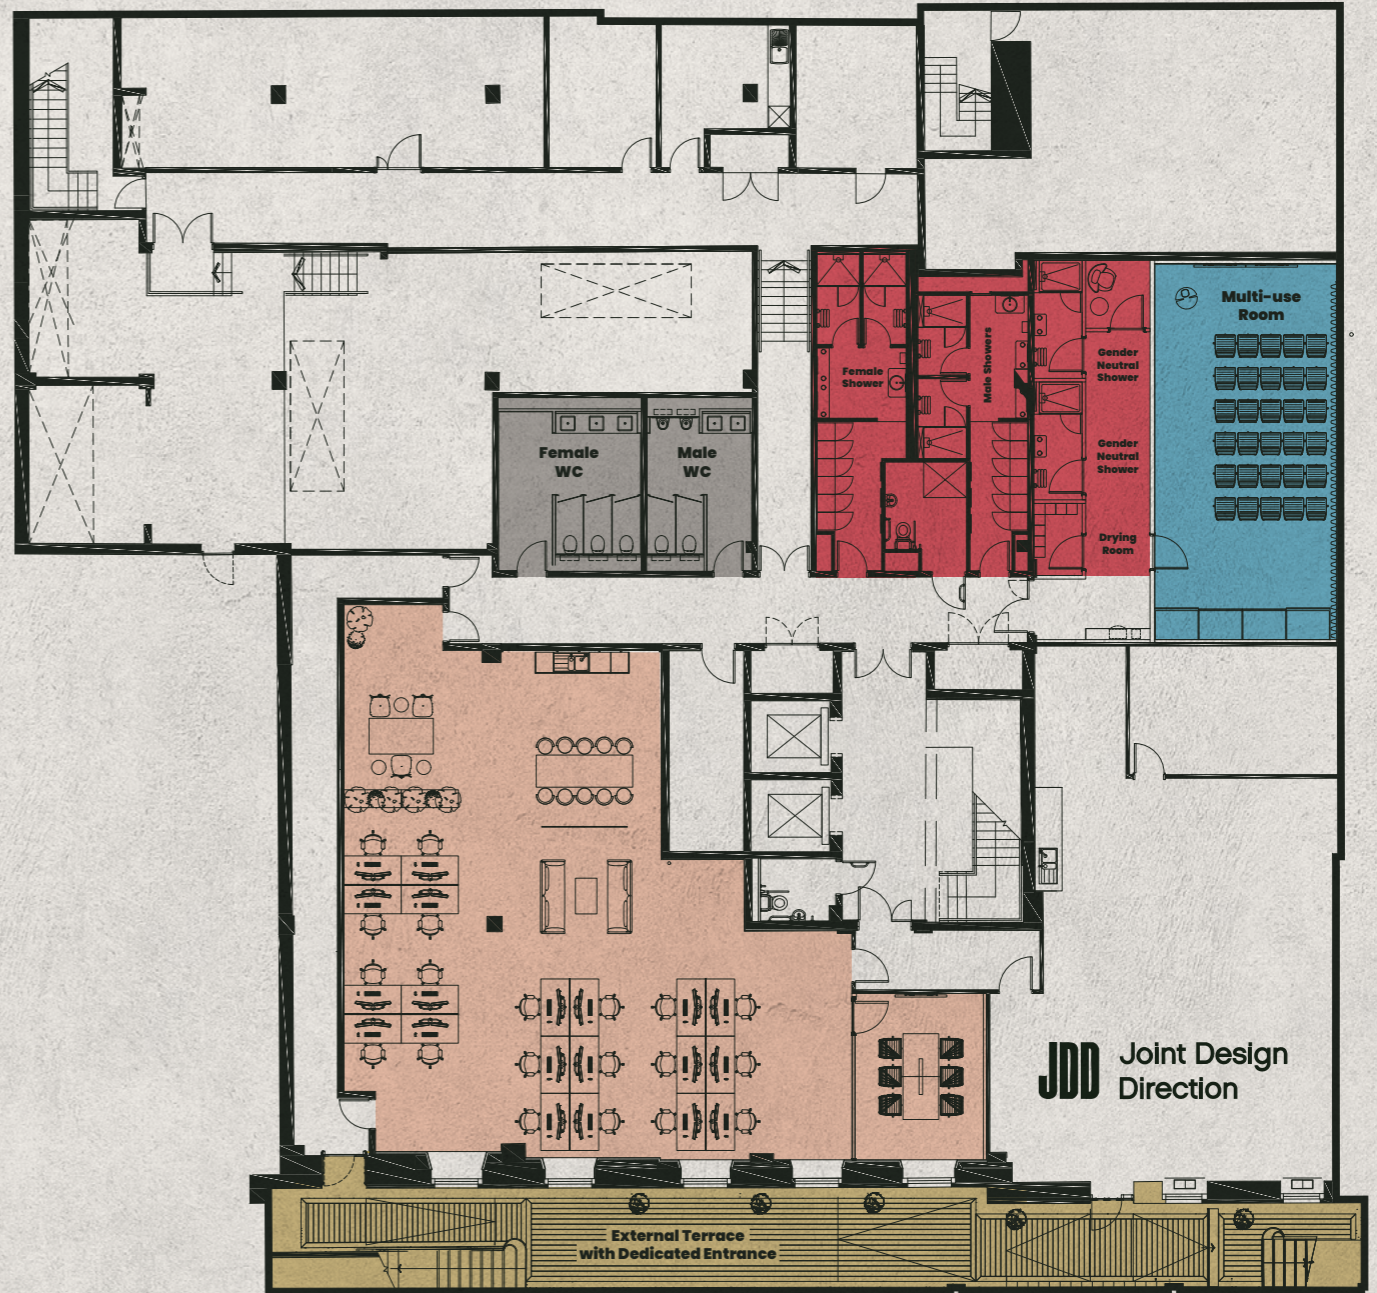 Multi-use
Room
Female
Shower
Male Showers
Gender
Neutral
Shower
Gender
Neutral
Shower
Female
WC
Male
WC
Drying
Room
JDD
Joint Design
Direction
External Terrace
with Dedicated Entrance